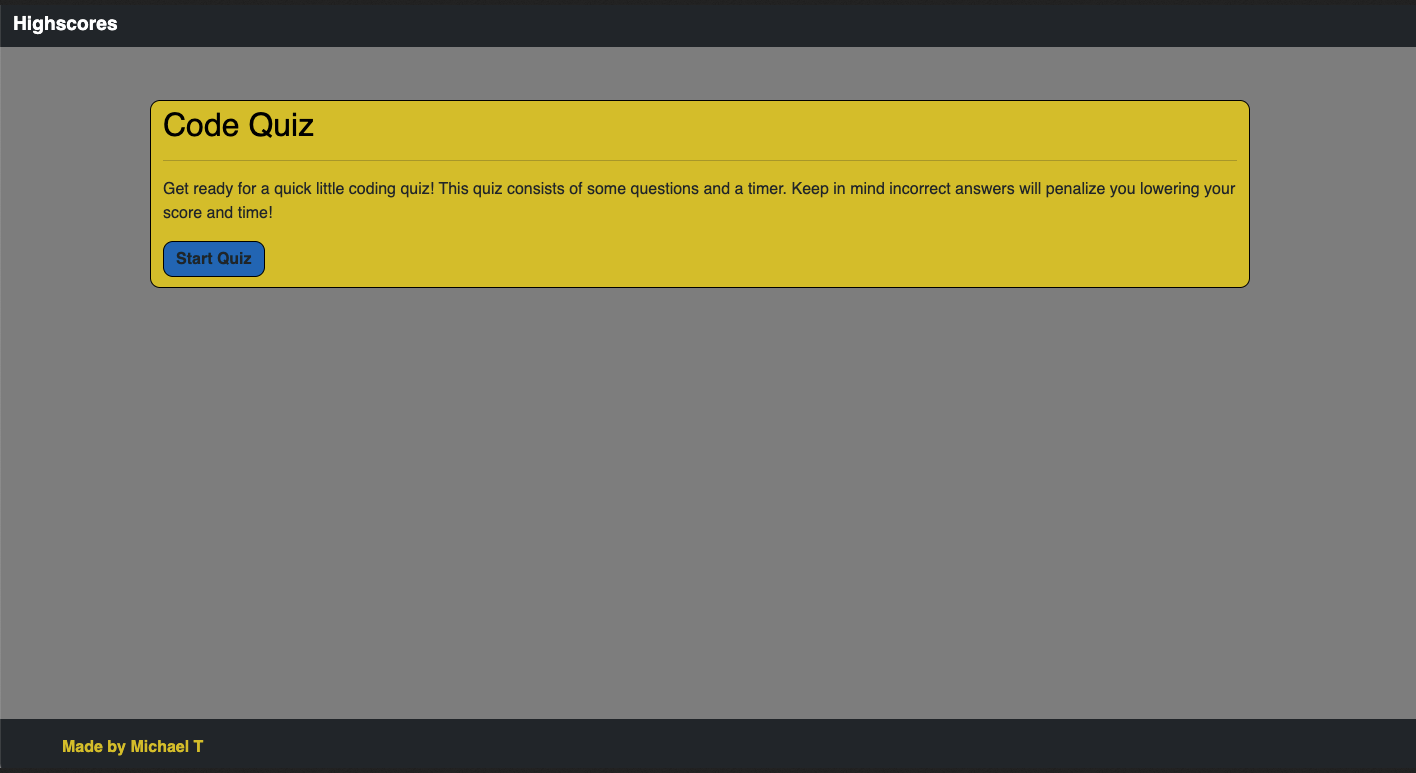 Highscores
Code Quiz
Get ready for a quick little coding quiz! This quiz consists of some questions and a timer. Keep in mind incorrect answers will penalize you lowering your
score and time!
Start Quiz
Made by Michael T